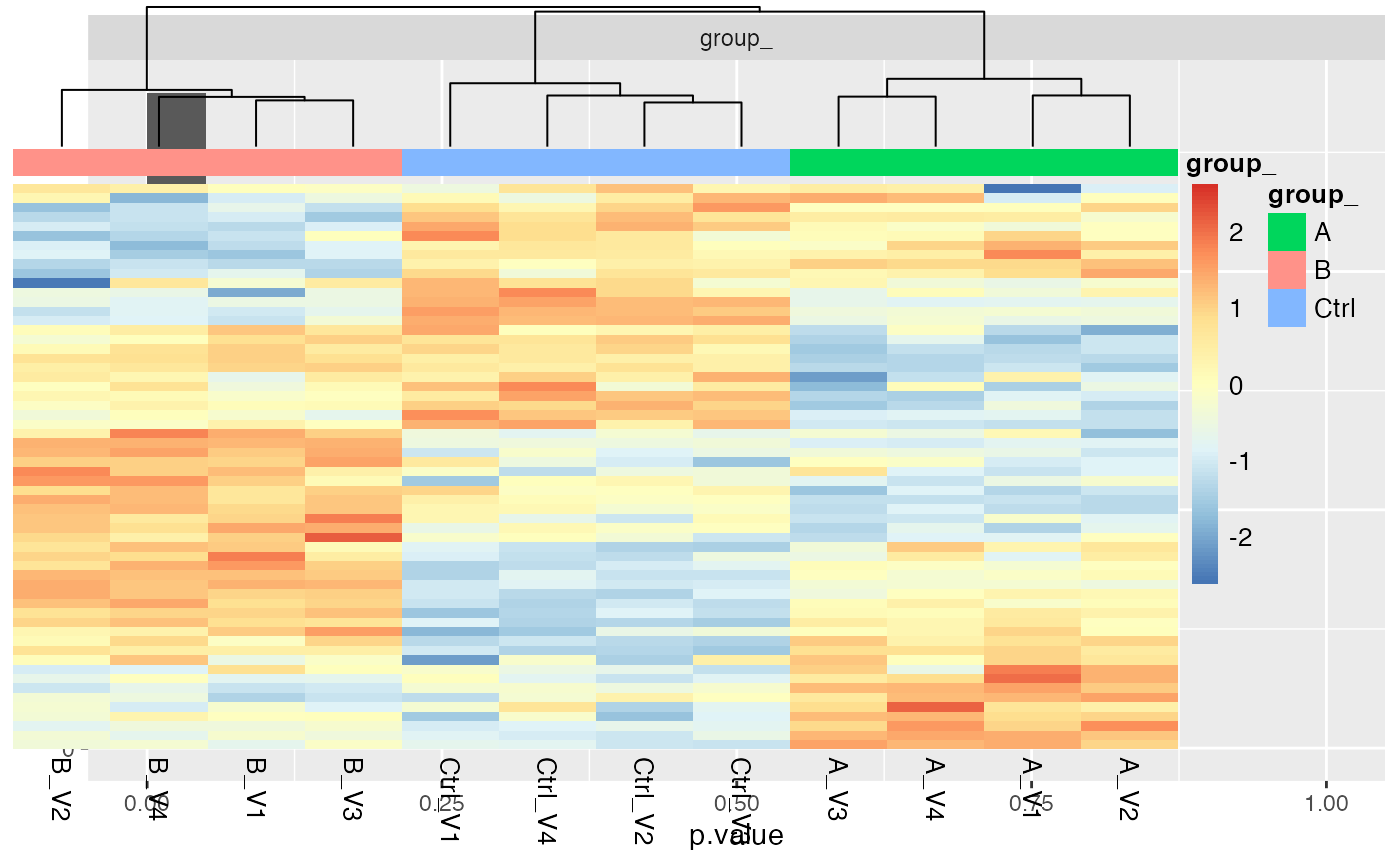 group_
group_
2
1
0
-1
-2
group_
A
B
Ctrl
B_V2
B_V4
B_V1
B_V3
Ctrl_V1
Ctrl_V4
Ctrl_V2
Ctrl_V3
A_V3
A_V4
A_V1
A_V2
0.00
0.25
0.50
0.75
1.00
p.value